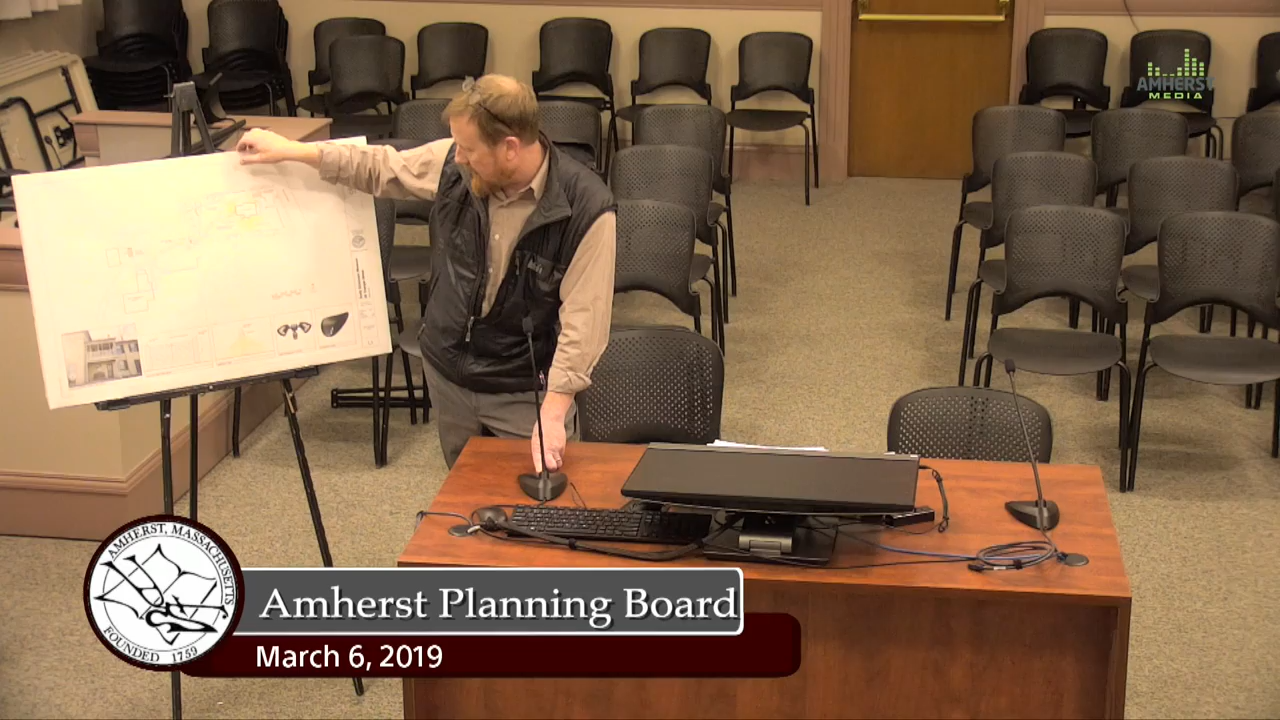 AMHERST
MEDIA
AMHERST, MASSACHUSETTS
FOUNDED 1759
Amherst Planning Board
March 6, 2019